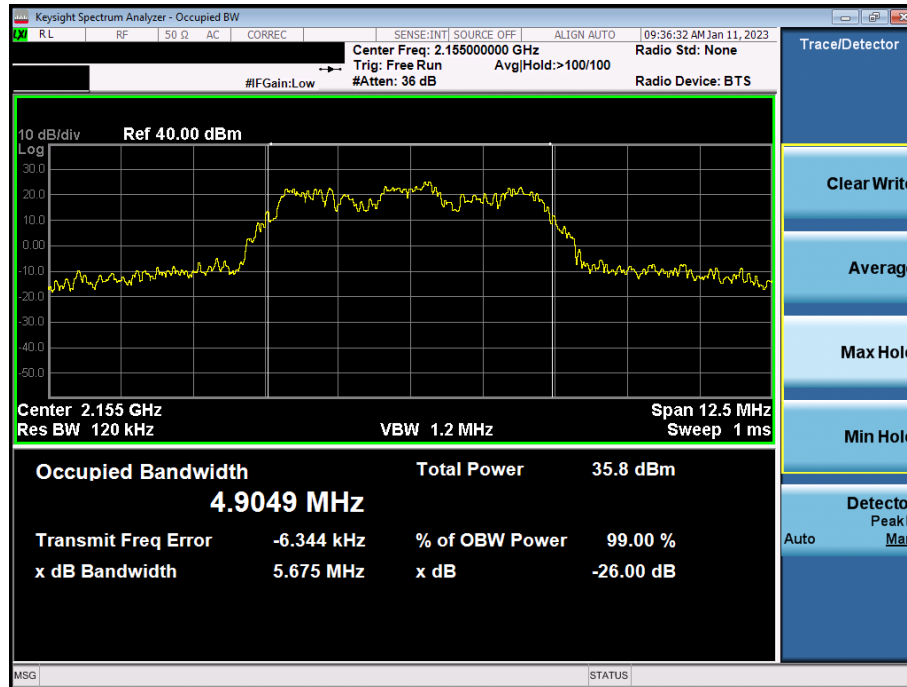 Keysight Spectrum Analyzer - Occupied BW
LXI RL RF 50 Ω AC CORREC SENSE:INT SOURCE OFF ALIGN AUTO 09:36:32 AM Jan 11, 2023
Center Freq: 2.155000000 GHz Radio Std: None
Trig: Free Run Avg|Hold:>100/100
#IFGain:Low #Atten: 36 dB Radio Device: BTS
Trace/Detector
10 dB/div Ref 40.00 dBm
Log
30.0
20.0
10.0
0.00
-10.0
-20.0
-30.0
-40.0
-50.0
Center 2.155 GHz Span 12.5 MHz
Res BW 120 kHz VBW 1.2 MHz Sweep 1 ms
Occupied Bandwidth Total Power 35.8 dBm
4.9049 MHz
Transmit Freq Error -6.344 kHz % of OBW Power 99.00 %
x dB Bandwidth 5.675 MHz x dB -26.00 dB
Clear Write
Averag
Max Hol
Min Hol
Detecto
Peak
Auto Ma
MSG STATUS